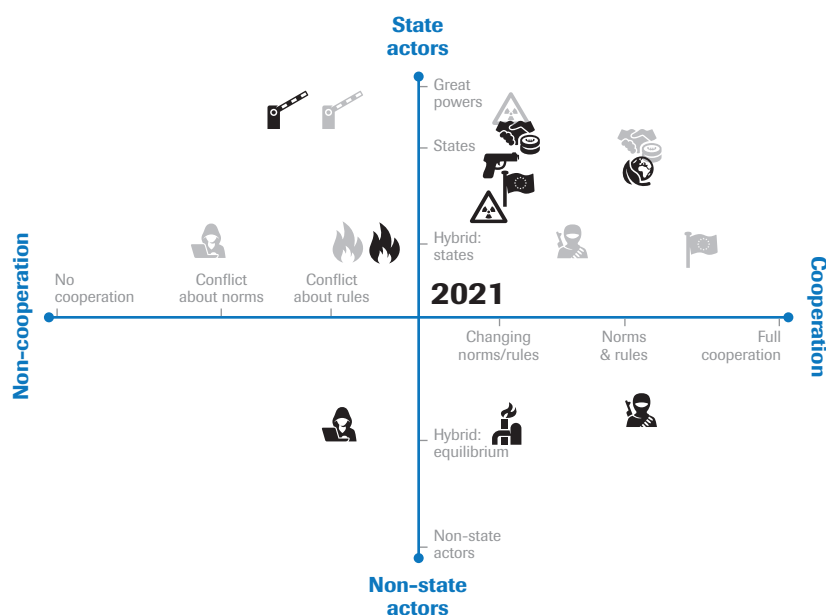 State
actors
Great
powers
States
Hybrid:
states
No
cooperation
Conflict
about norms
Conflict
about rules
2021
Non-cooperation
Cooperation
Changing
norms/rules
Norms
& rules
Full
cooperation
Hybrid:
equilibrium
Non-state
actors
Non-state
actors